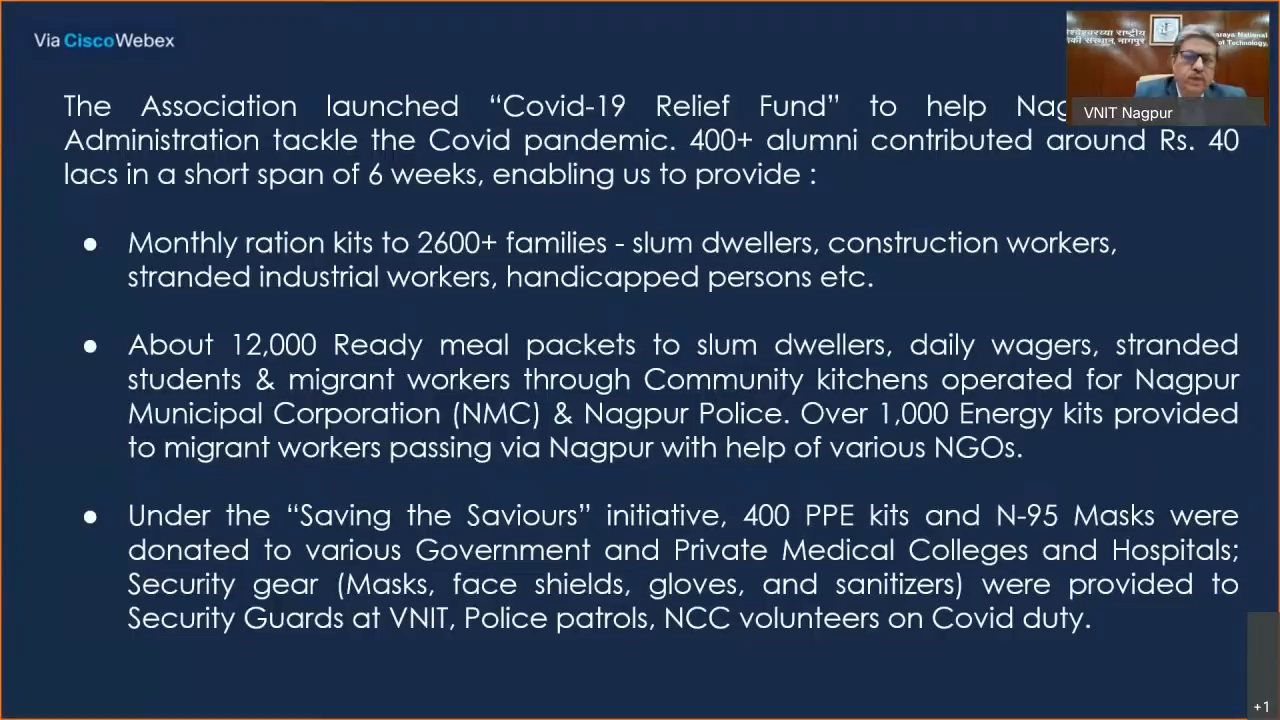 Via CiscoWebex
श्वेश्वरय्या राष्ट्रीय
of Technology,
VNIT Nagpur
The Association launched “Covid-19 Relief Fund” to help
Administration tackle the Covid pandemic. 400+ alumni contributed around Rs. 40
lacs in a short span of 6 weeks, enabling us to provide :
● Monthly ration kits to 2600+ families - slum dwellers, construction workers,
stranded industrial workers, handicapped persons etc.
● About 12,000 Ready meal packets to slum dwellers, daily wagers, stranded
students & migrant workers through Community kitchens operated for Nagpur
Municipal Corporation (NMC) & Nagpur Police. Over 1,000 Energy kits provided
to migrant workers passing via Nagpur with help of various NGOs.
● Under the “Saving the Saviours” initiative, 400 PPE kits and N-95 Masks were
donated to various Government and Private Medical Colleges and Hospitals;
Security gear (Masks, face shields, gloves, and sanitizers) were provided to
Security Guards at VNIT, Police patrols, NCC volunteers on Covid duty.
+1